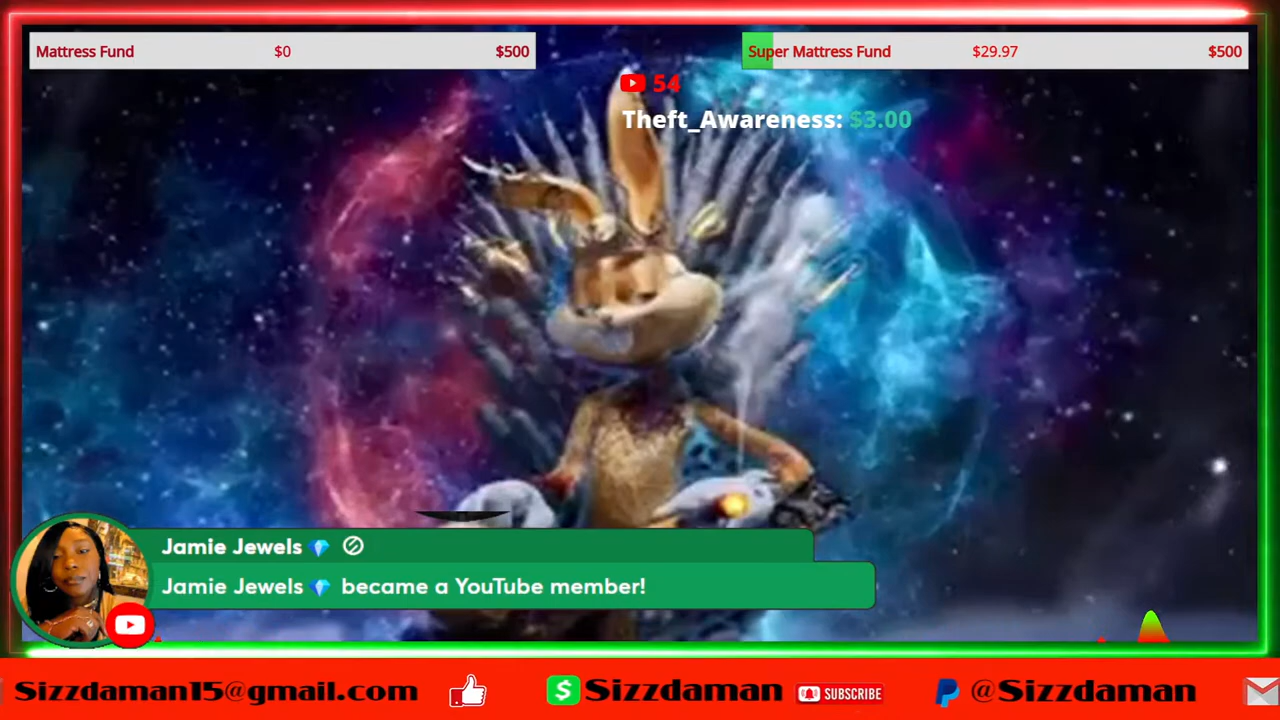 Mattress Fund $0 $500
Super Mattress Fund $29.97 $500
54
Theft_Awareness: $3.00
Jamie Jewels 💎
Jamie Jewels 💎 became a YouTube member!
Sizzdaman15@gmail.com $ Sizzdaman SUBSCRIBE @Sizzdaman